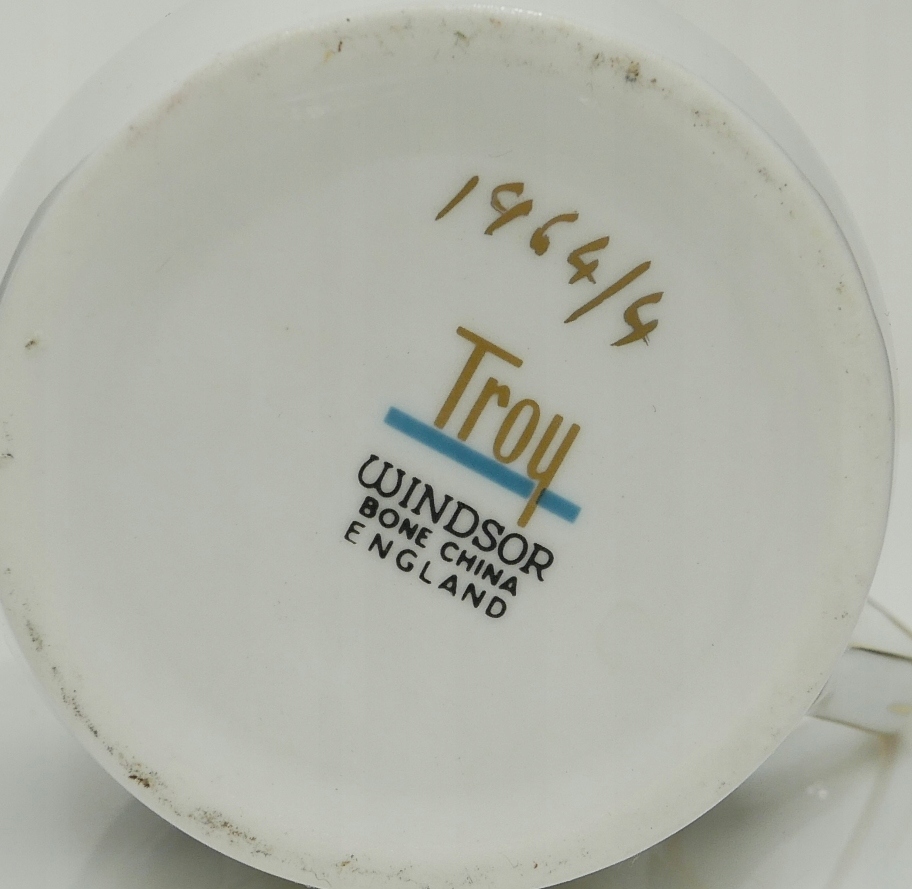 1964/4
Troy
WINDSOR
BONE CHINA
ENGLAND